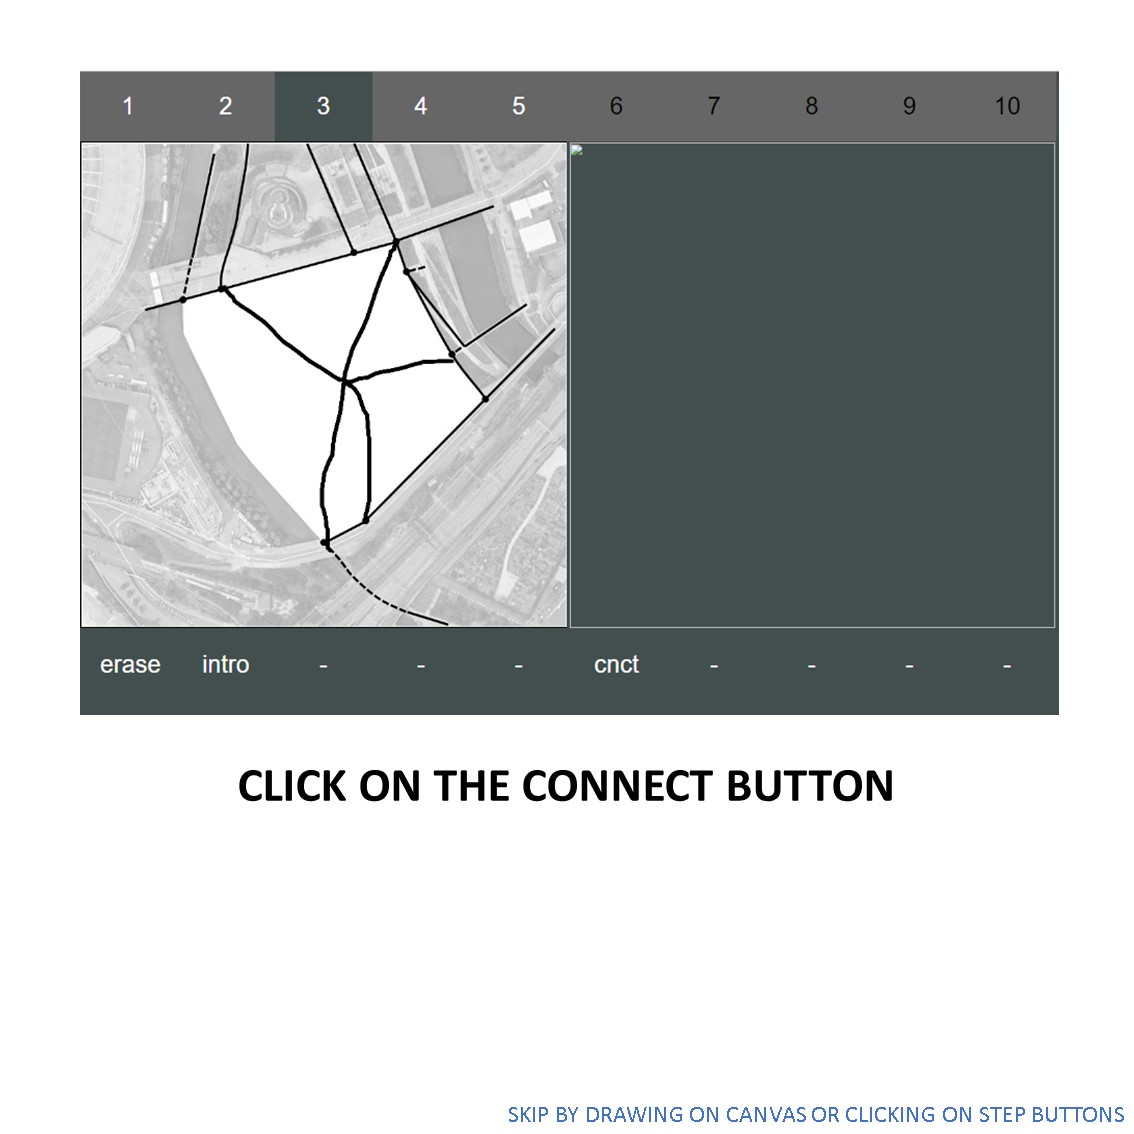 1 2 3 4 5 6 7 8 9 10
erase intro - - - cnct - - - -
CLICK ON THE CONNECT BUTTON
SKIP BY DRAWING ON CANVAS OR CLICKING ON STEP BUTTONS